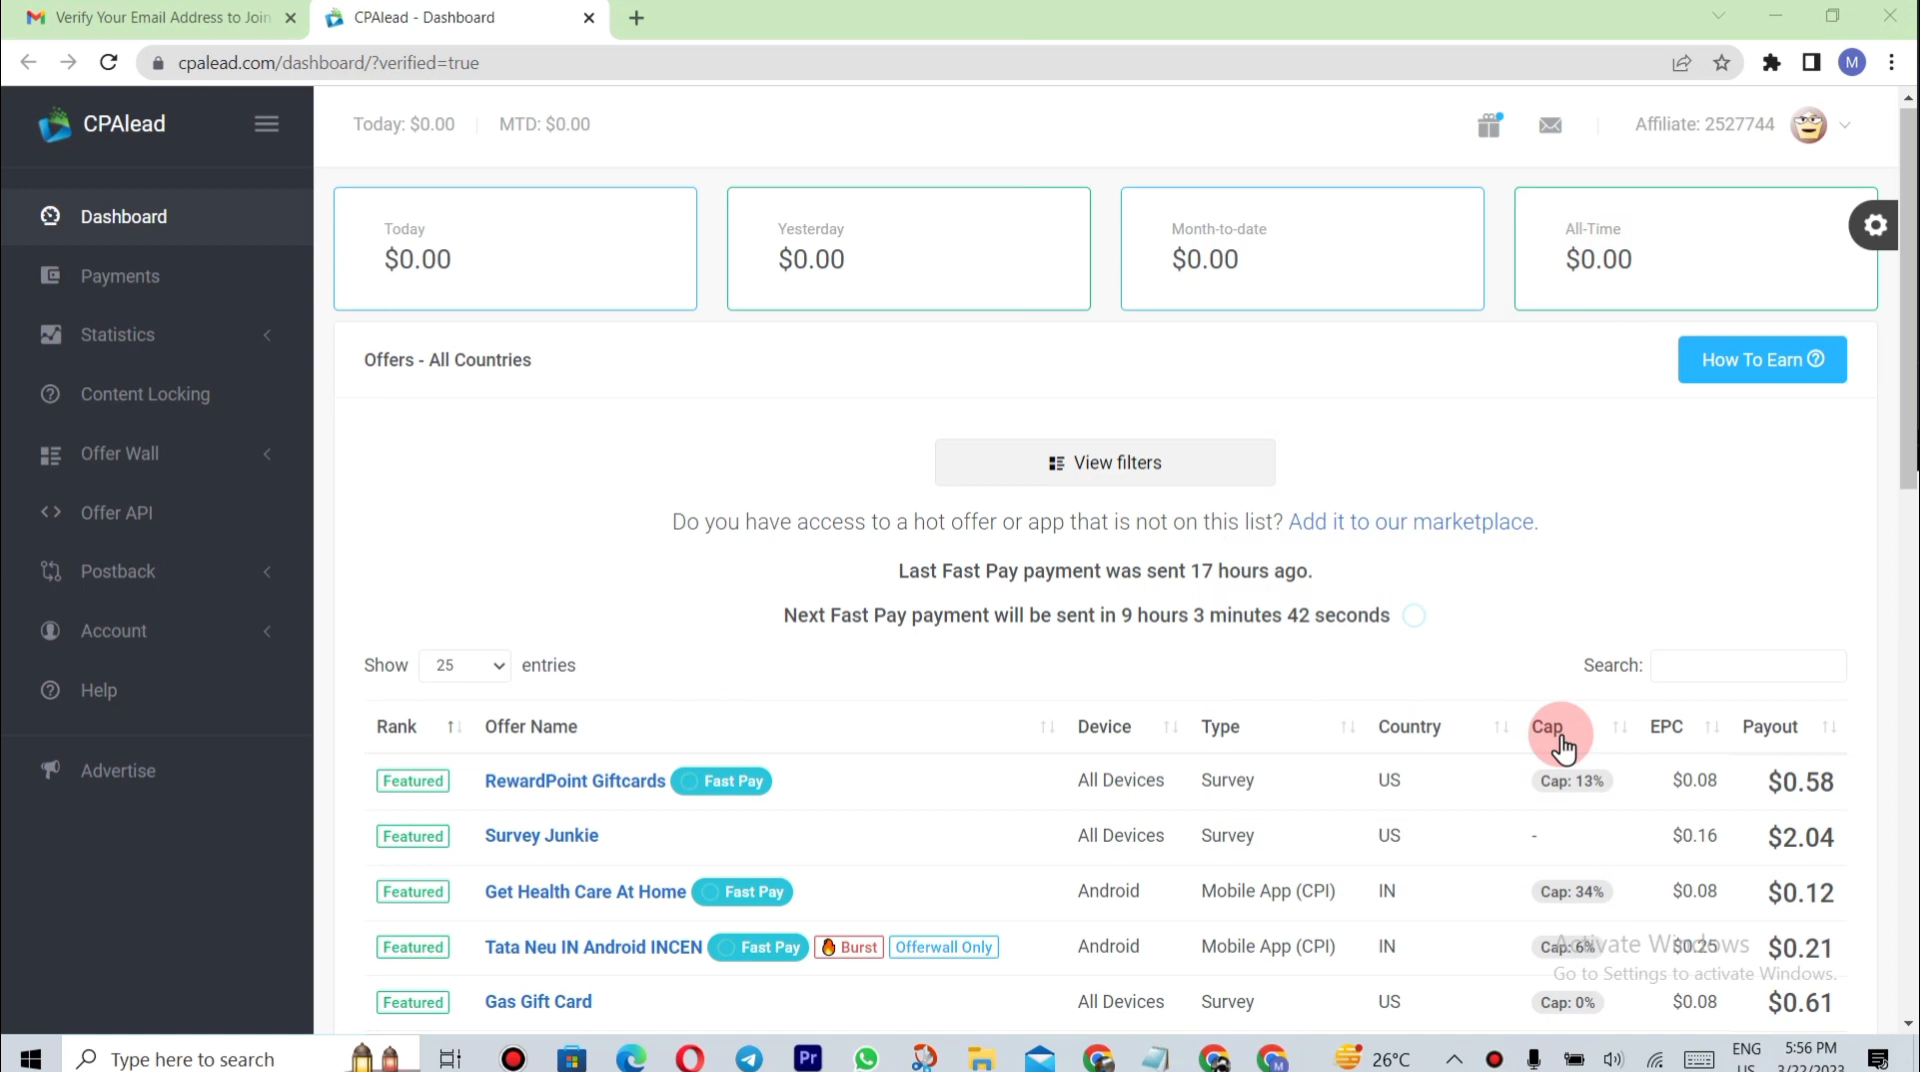 Verify Your Email Address to Join
CPAlead - Dashboard
cpalead.com/dashboard/?verified=true
M
CPAlead
Today: $0.00 | MTD: $0.00
Affiliate: 2527744
Dashboard
Payments
Statistics
Content Locking
Offer Wall
Offer API
Postback
Account
Help
Advertise
Today
$0.00
Yesterday
$0.00
Month-to-date
$0.00
All-Time
$0.00
Offers - All Countries
How To Earn
View filters
Do you have access to a hot offer or app that is not on this list? Add it to our marketplace.
Last Fast Pay payment was sent 17 hours ago.
Next Fast Pay payment will be sent in 9 hours 3 minutes 42 seconds
Show 25 entries
Search:
Rank Offer Name Device Type Country Cap EPC Payout
Featured RewardPoint Giftcards Fast Pay All Devices Survey US Cap: 13% $0.08 $0.58
Featured Survey Junkie All Devices Survey US - $0.16 $2.04
Featured Get Health Care At Home Fast Pay Android Mobile App (CPI) IN Cap: 34% $0.08 $0.12
Featured Tata Neu IN Android INCEN Fast Pay Burst Offerwall Only Android Mobile App (CPI) IN Cap: 6% $0.25 $0.21
Activate Windows
Go to Settings to activate Windows.
Featured Gas Gift Card All Devices Survey US Cap: 0% $0.08 $0.61
Type here to search
Pr
M
26°C
ENG
US
5:56 PM
3/22/2023